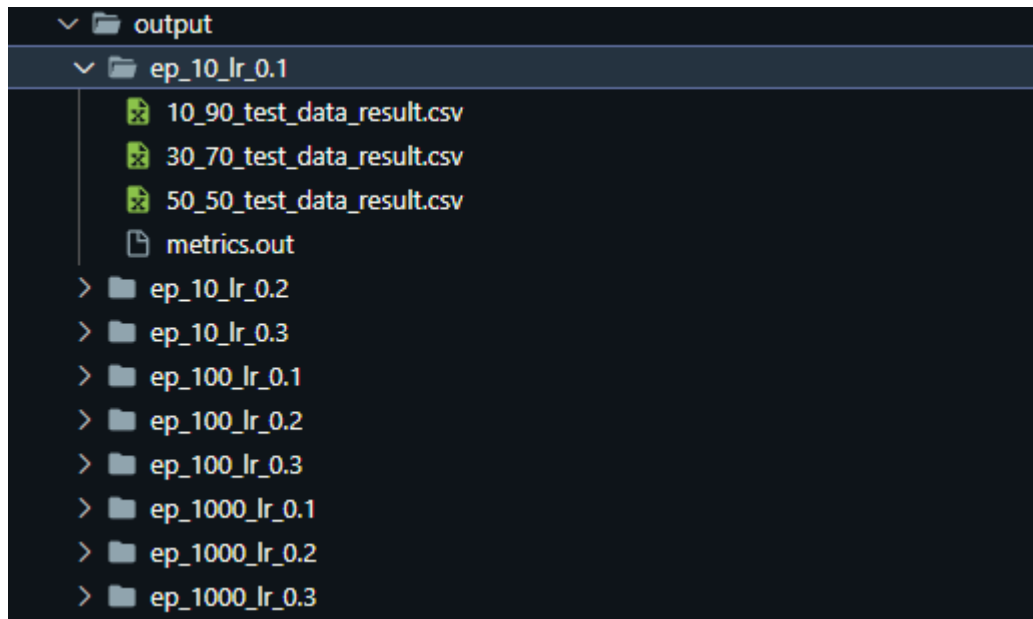 output
ep_10_lr_0.1
10_90_test_data_result.csv
30_70_test_data_result.csv
50_50_test_data_result.csv
metrics.out
ep_10_lr_0.2
ep_10_lr_0.3
ep_100_lr_0.1
ep_100_lr_0.2
ep_100_lr_0.3
ep_1000_lr_0.1
ep_1000_lr_0.2
ep_1000_lr_0.3